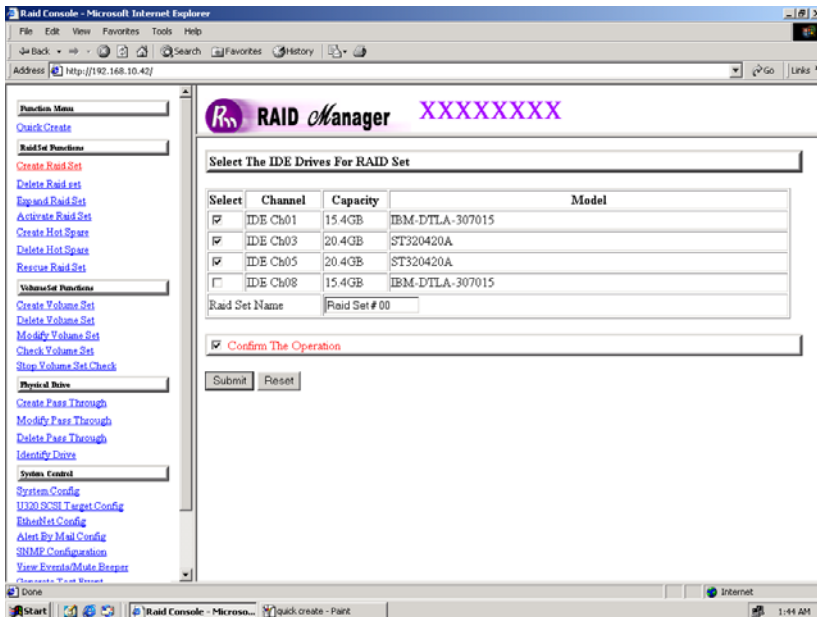 Raid Console - Microsoft Internet Explorer
File Edit View Favorites Tools Help
Back Search Favorites History
Address http://192.168.10.42/ Go Links
Function Menu
Quick Create
Raid Set Functions
Create Raid Set
Delete Raid set
Expand Raid Set
Activate Raid Set
Create Hot Spare
Delete Hot Spare
Rescue Raid Set
Volume Set Functions
Create Volume Set
Delete Volume Set
Modify Volume Set
Check Volume Set
Stop Volume Set Check
Physical Drive
Create Pass Through
Modify Pass Through
Delete Pass Through
Identify Drive
System Control
System Config
U320 SCSI Target Config
EtherNet Config
Alert By Mail Config
SNMP Configuration
View Events/Mute Beeper
Generate Test Event
Rm RAID Manager XXXXXXXX
Select The IDE Drives For RAID Set
Select Channel Capacity Model
IDE Ch01 15.4GB IBM-DTLA-307015
IDE Ch03 20.4GB ST320420A
IDE Ch05 20.4GB ST320420A
IDE Ch08 15.4GB IBM-DTLA-307015
Raid Set Name Raid Set # 00
Confirm The Operation
Submit Reset
Done Internet
Start Raid Console - Microso... quick create - Paint 1:44 AM